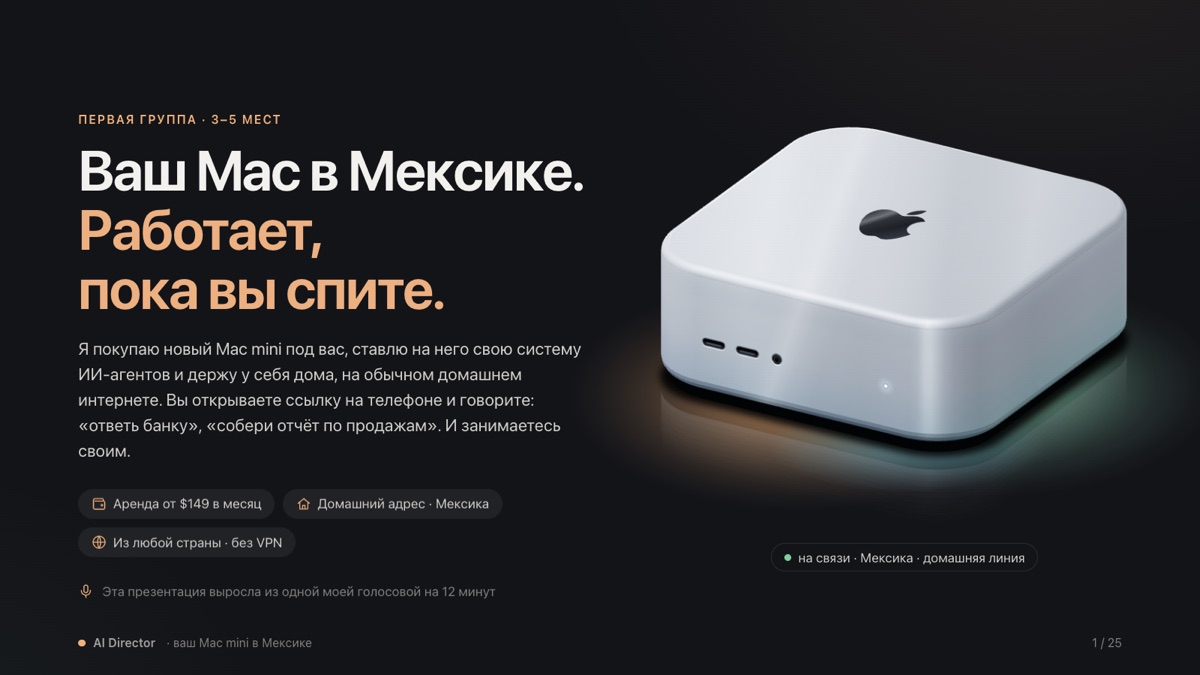 ПЕРВАЯ ГРУППА · 3–5 МЕСТ
Ваш Mac в Мексике.
Работает,
пока вы спите.
Я покупаю новый Mac mini под вас, ставлю на него свою систему
ИИ-агентов и держу у себя дома, на обычном домашнем
интернете. Вы открываете ссылку на телефоне и говорите:
«ответь банку», «собери отчёт по продажам». И занимаетесь
своим.
Аренда от $149 в месяц
Домашний адрес · Мексика
Из любой страны · без VPN
на связи · Мексика · домашняя линия
Эта презентация выросла из одной моей голосовой на 12 минут
AI Director · ваш Mac mini в Мексике
1 / 25